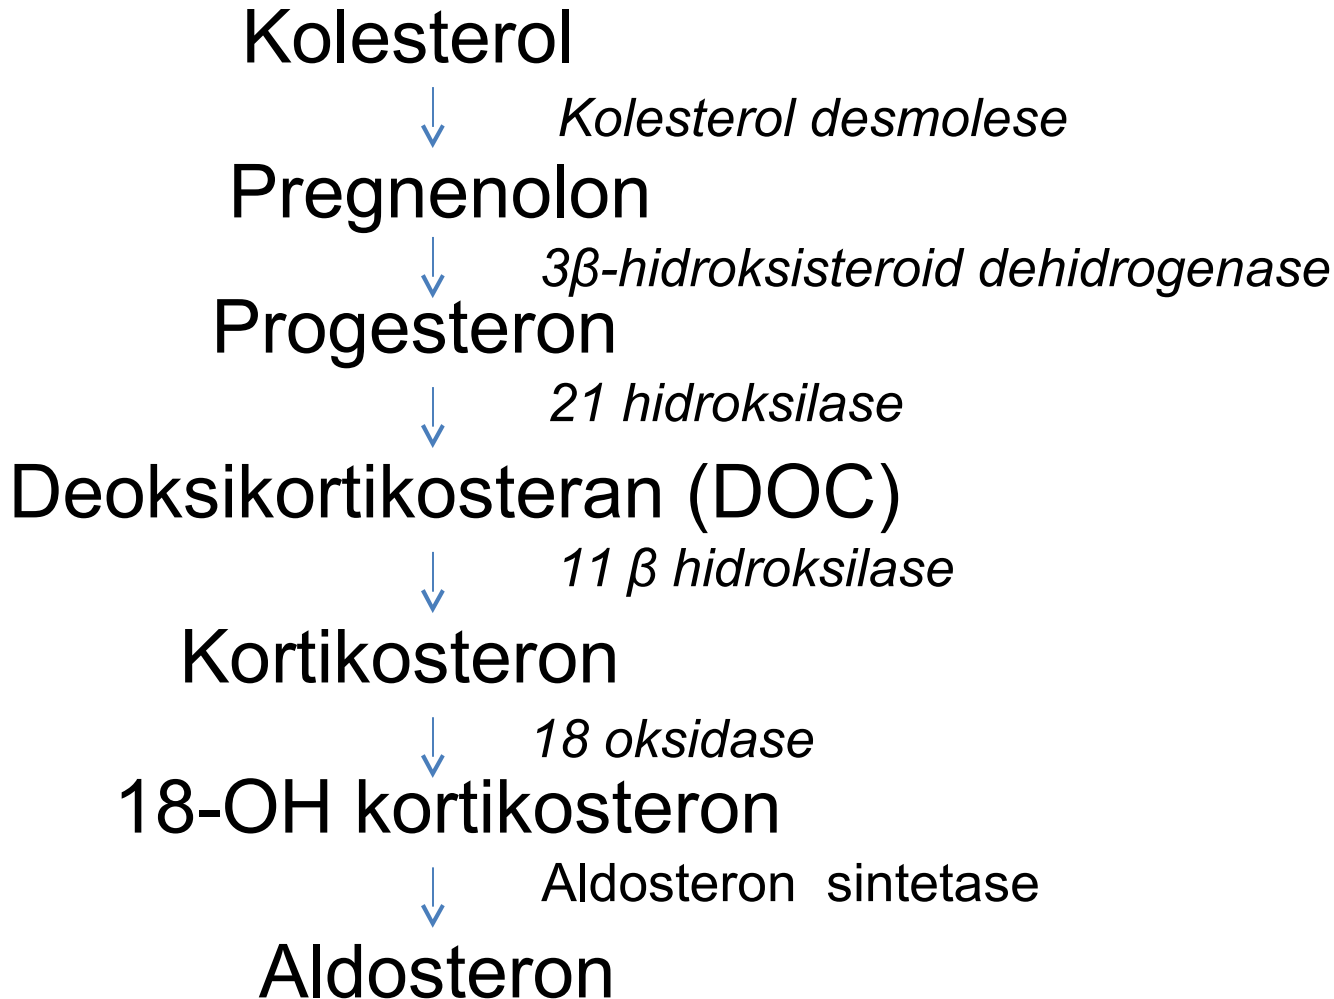 Kolesterol
Kolesterol desmolese
Pregnenolon
3β-hidroksisteroid dehidrogenase
Progesteron
21 hidroksilase
Deoksikortikosteran (DOC)
11 β hidroksilase
Kortikosteron
18 oksidase
18-OH kortikosteron
Aldosteron sintetase
Aldosteron